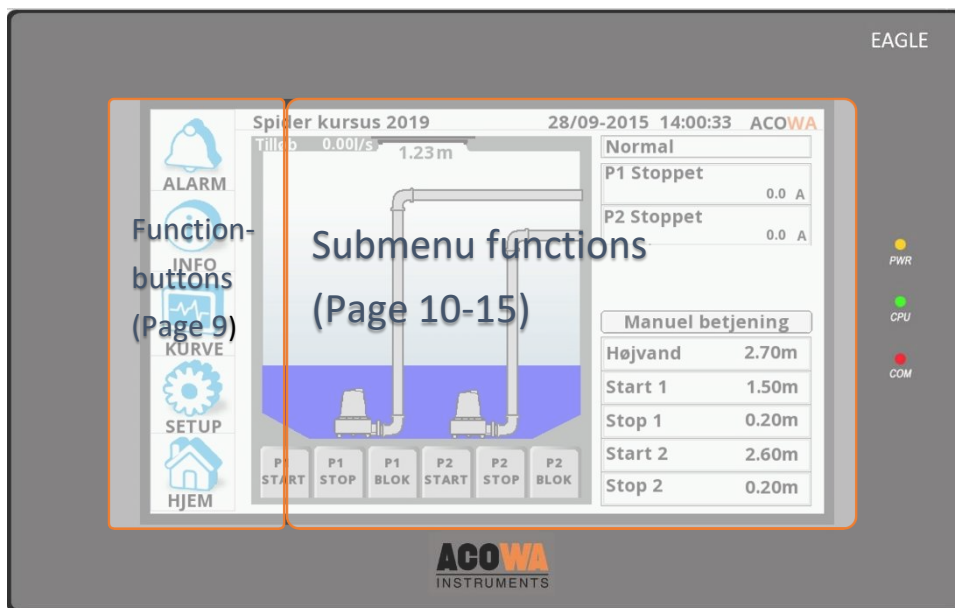 EAGLE
Spider kursus 2019 28/09-2015 14:00:33 ACOWA
Tilløb 0.00l/s 1.23m
ALARM
INFO
KURVE
SETUP
HJEM
Function-
buttons
(Page 9)
Submenu functions
(Page 10-15)
Normal
P1 Stoppet
0.0 A
P2 Stoppet
0.0 A
Manuel betjening
Højvand 2.70m
Start 1 1.50m
Stop 1 0.20m
Start 2 2.60m
Stop 2 0.20m
P1 START
P1 STOP
P1 BLOK
P2 START
P2 STOP
P2 BLOK
PWR
CPU
COM
ACOWA
INSTRUMENTS